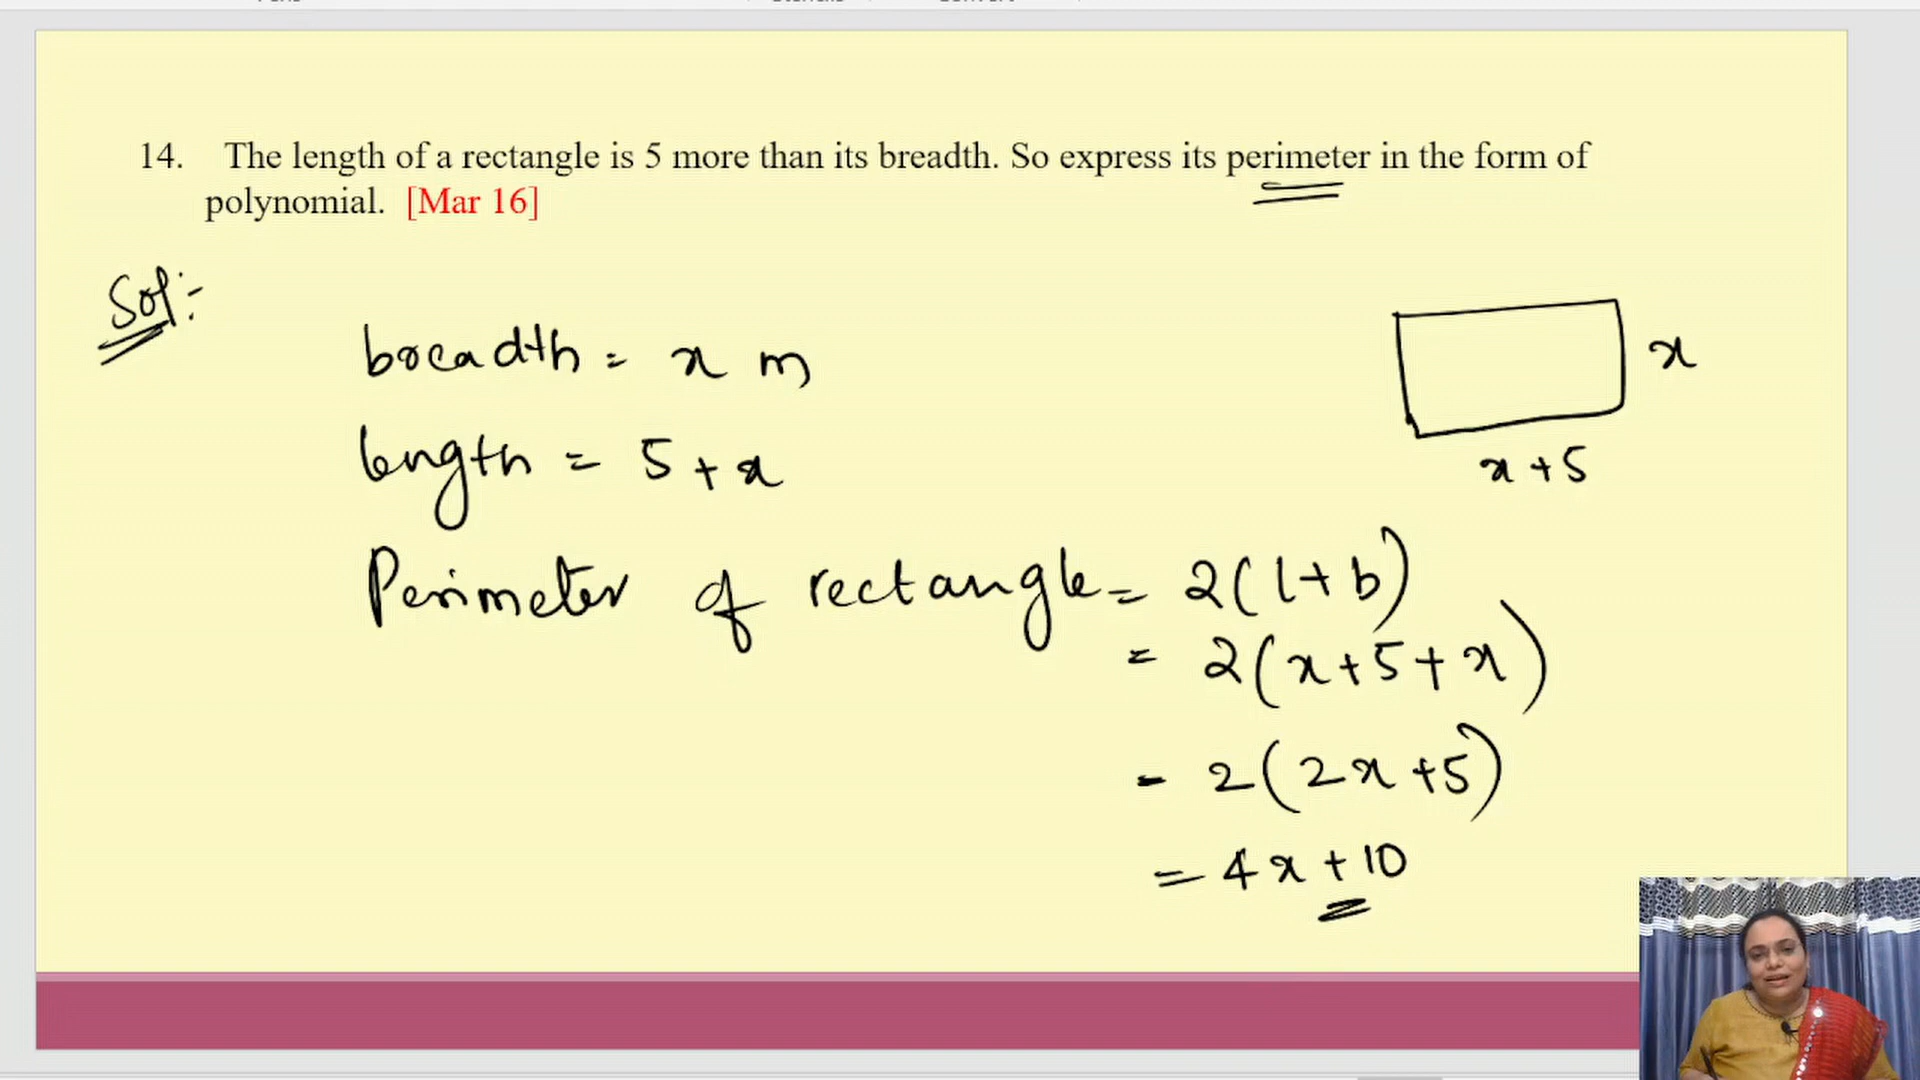 14. The length of a rectangle is 5 more than its breadth. So express its perimeter in the form of
polynomial. [Mar 16]
Sol:-
breadth = x m
x
length = 5 + x
x + 5
Perimeter of rectangle = 2(l + b)
= 2(x + 5 + x)
- 2(2x + 5)
= 4x + 10